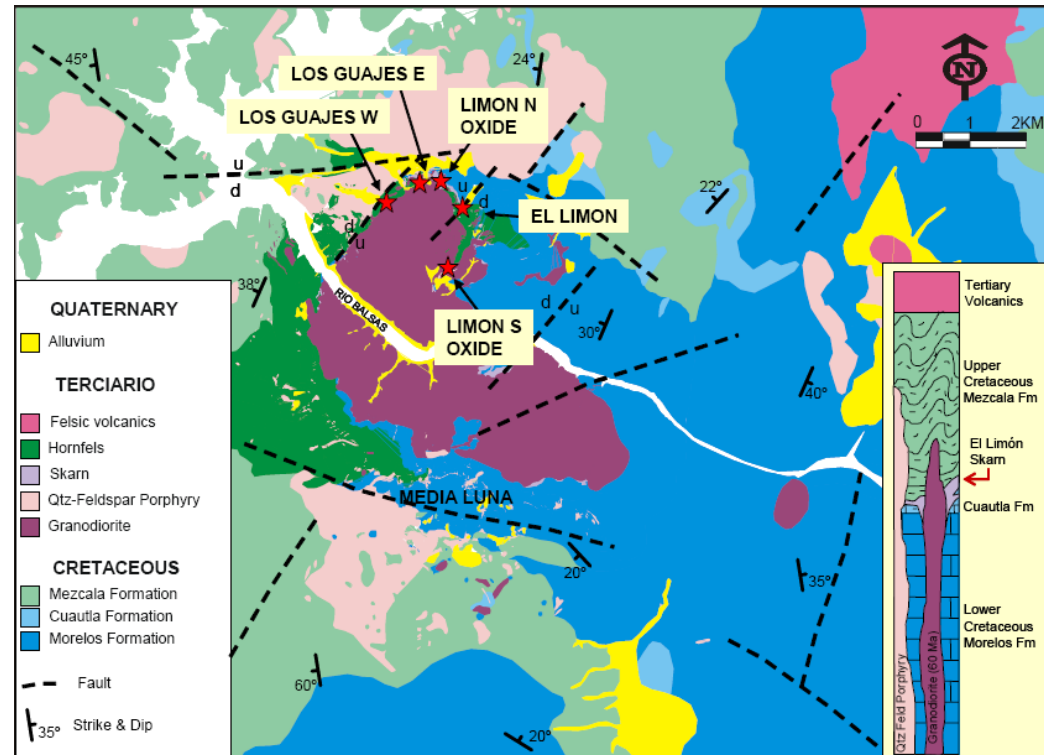 45°
LOS GUAJES E
LOS GUAJES W
24°
LIMON N
OXIDE
N
0 1 2KM
u
d
u
d
22°
EL LIMON
d
u
38°
RIO BALSAS
LIMON S
OXIDE
d
u
30°
40°
MEDIA LUNA
20°
35°
60°
20°
QUATERNARY
Alluvium
TERCIARIO
Felsic volcanics
Hornfels
Skarn
Qtz-Feldspar Porphyry
Granodiorite
CRETACEOUS
Mezcala Formation
Cuautla Formation
Morelos Formation
Fault
35° Strike & Dip
Tertiary
Volcanics
Upper
Cretaceous
Mezcala Fm
El Limón
Skarn
Cuautla Fm
Lower
Cretaceous
Morelos Fm
Qtz Feld Porphyry
Granodiorite (60 Ma)